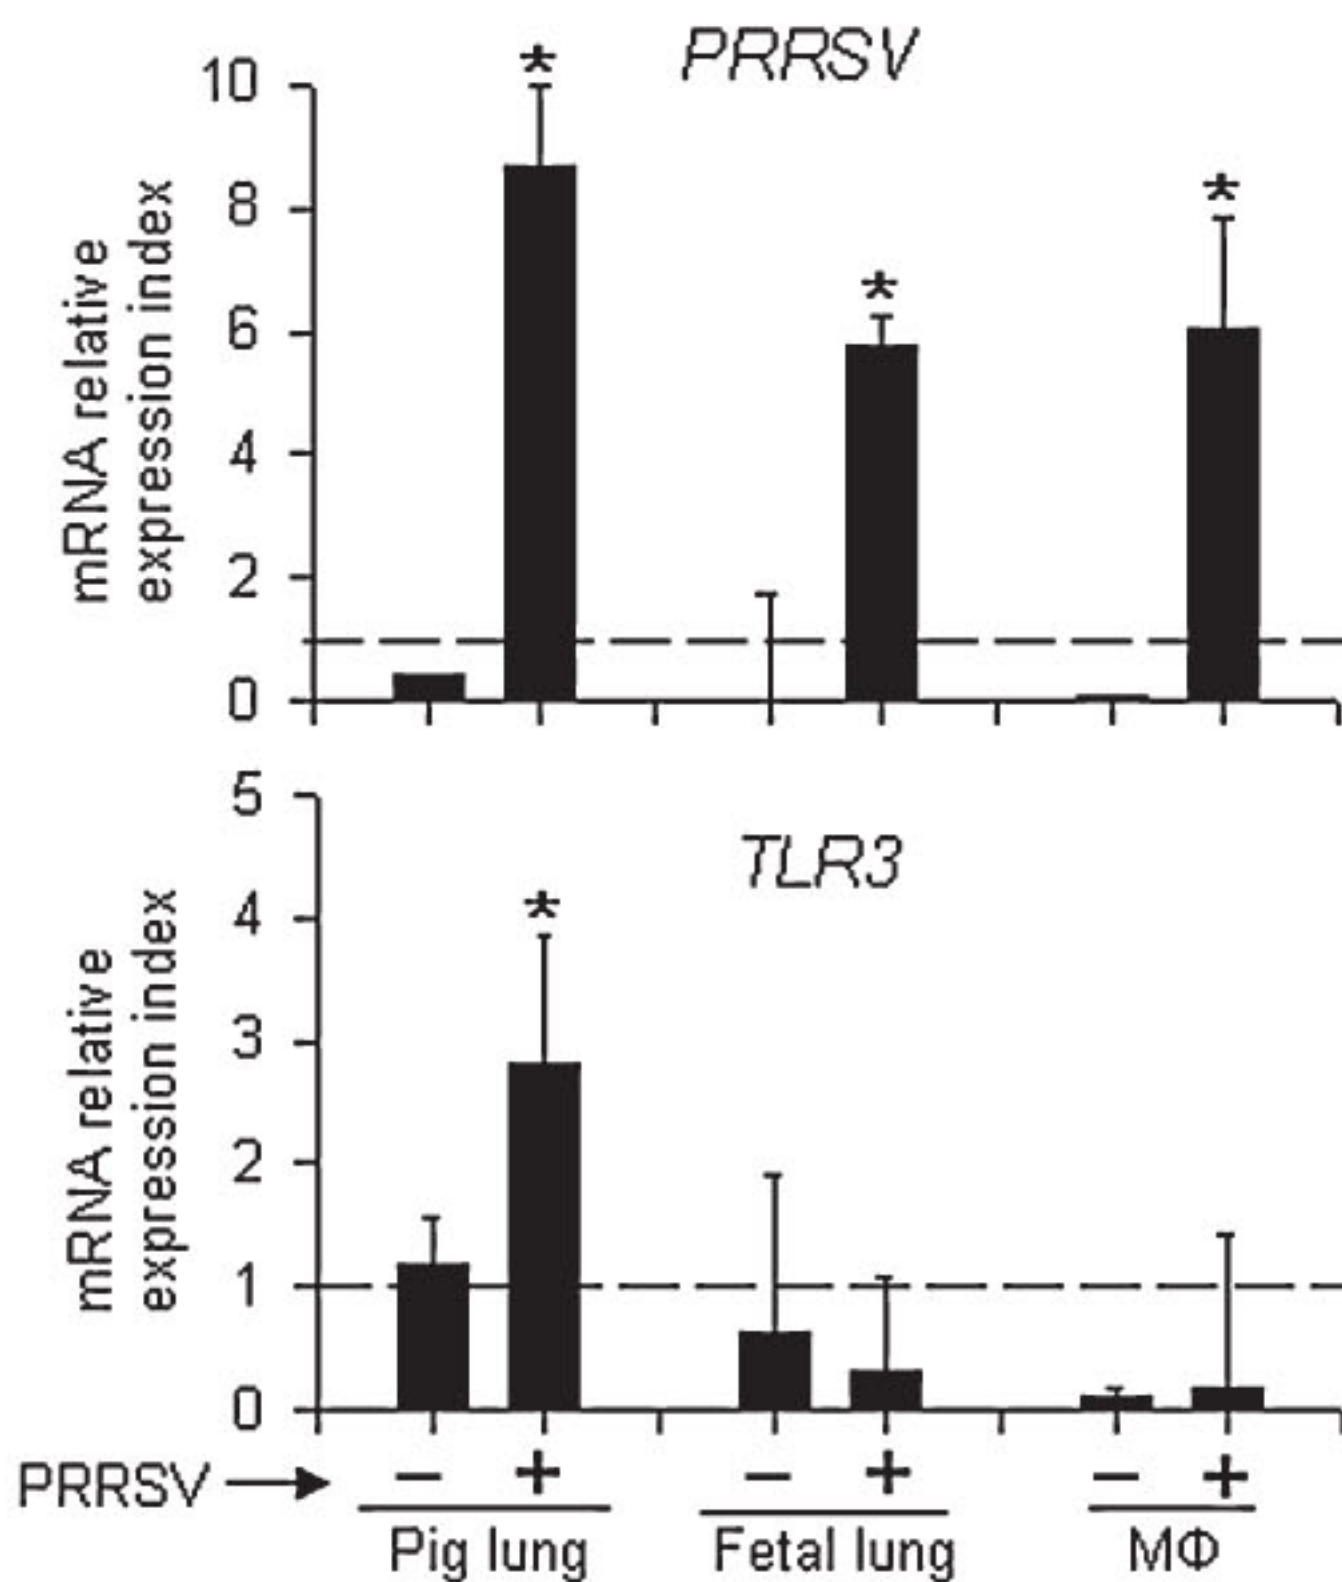 PRRSV
mRNA relative
expression index
10
8
6
4
2
0
*
*
*
TLR3
mRNA relative
expression index
5
4
3
2
1
0
*
PRRSV → − + − + − +
Pig lung Fetal lung MΦ